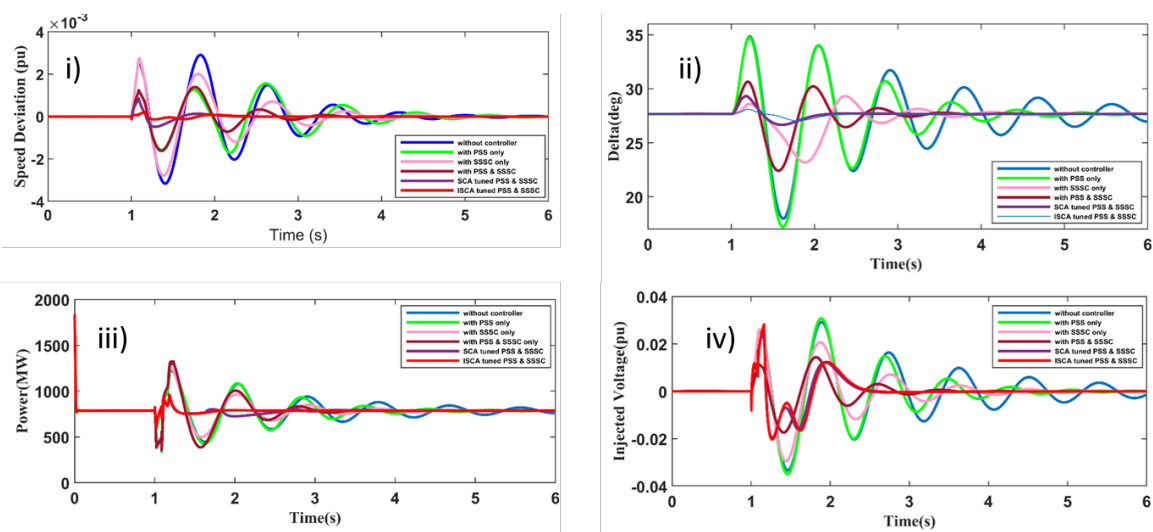 ×10⁻³
i)
4
2
0
-2
-4
Speed Deviation (pu)
0 1 2 3 4 5 6
Time (s)
without controller
with PSS only
with SSSC only
with PSS & SSSC
SCA tuned PSS & SSSC
ISCA tuned PSS & SSSC
ii)
35
30
25
20
Delta(deg)
0 1 2 3 4 5 6
Time(s)
without controller
with PSS only
with SSSC only
with PSS & SSSC
SCA tuned PSS & SSSC
ISCA tuned PSS & SSSC
iii)
2000
1500
1000
500
0
Power(MW)
0 1 2 3 4 5 6
Time(s)
without controller
with PSS only
with SSSC only
with PSS & SSSC only
SCA tuned PSS & SSSC
ISCA tuned PSS & SSSC
iv)
0.04
0.02
0
-0.02
-0.04
Injected Voltage(pu)
0 1 2 3 4 5 6
Time(s)
without controller
with PSS only
with SSSC only
with PSS & SSSC
SCA tuned PSS & SSSC
ISCA tuned PSS & SSSC